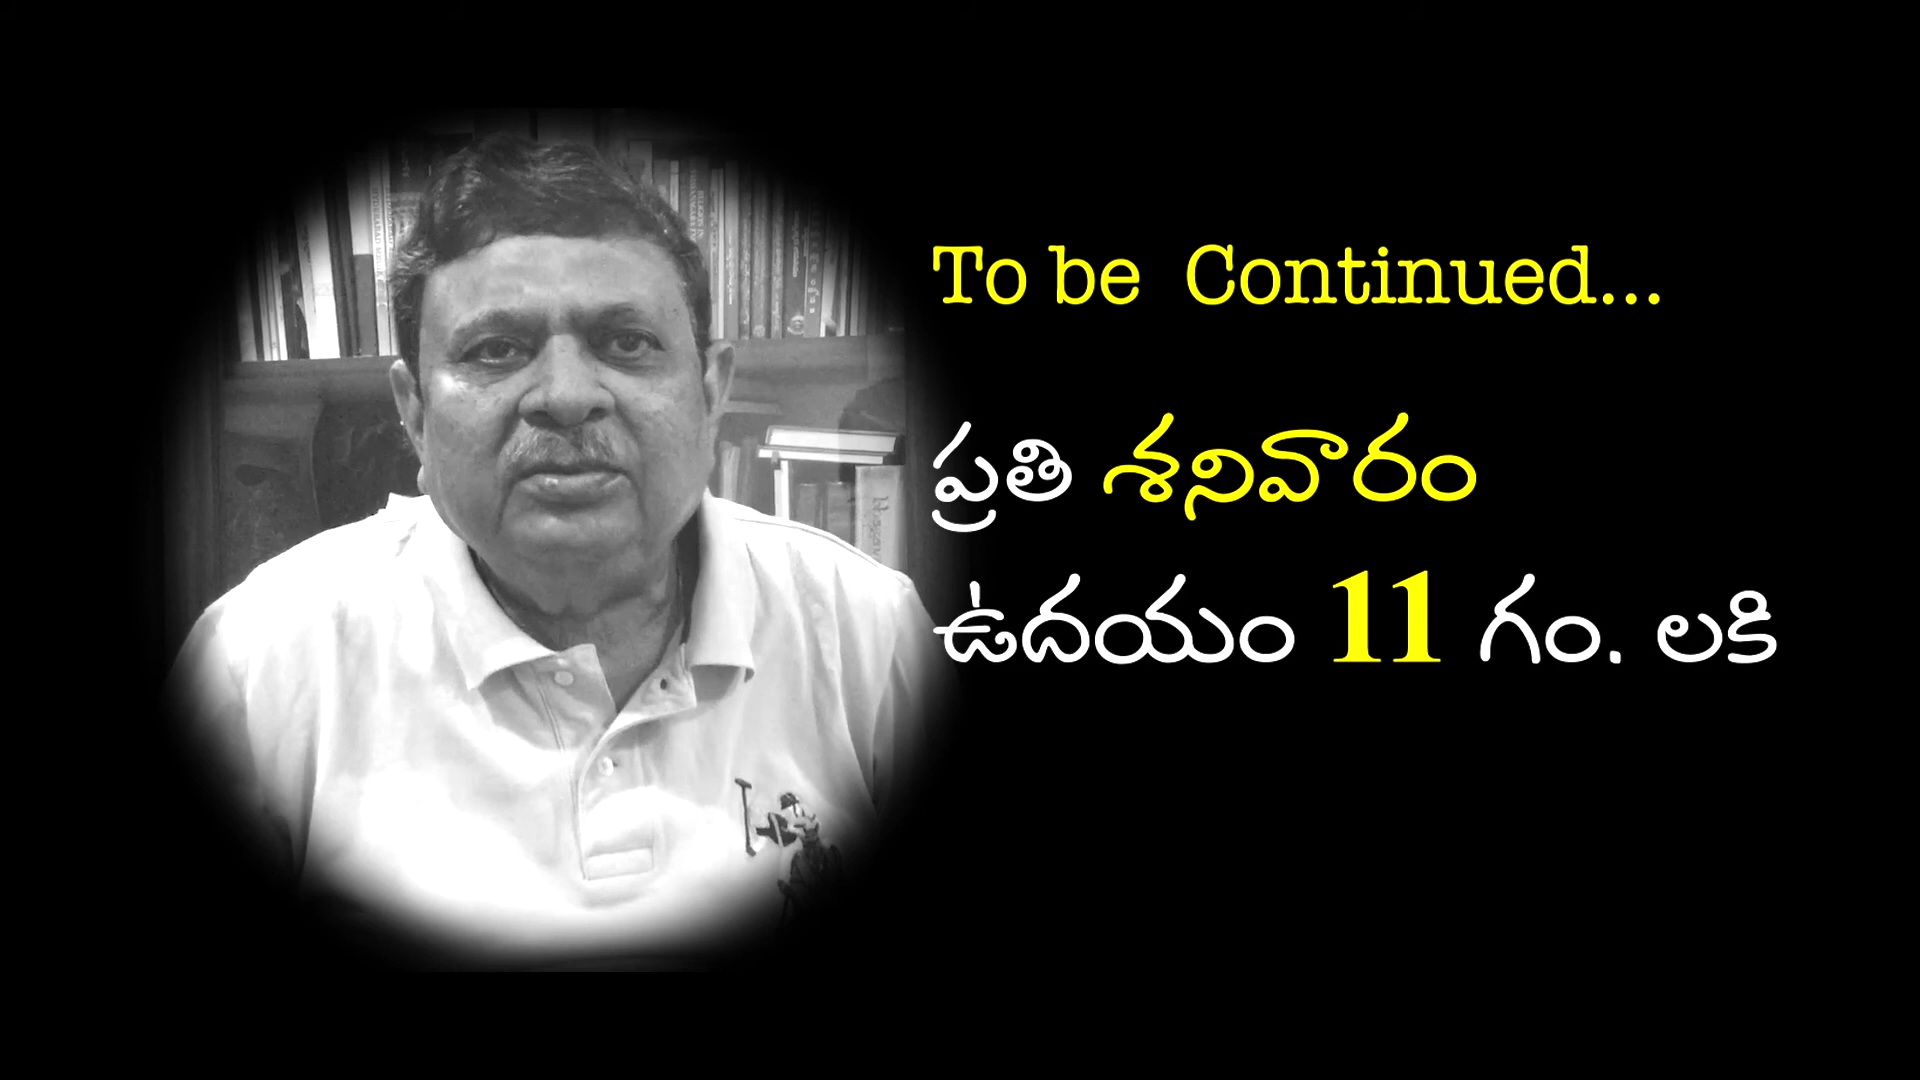 To be Continued...
ప్రతి శనివారం
ఉదయం 11 గం. లకి